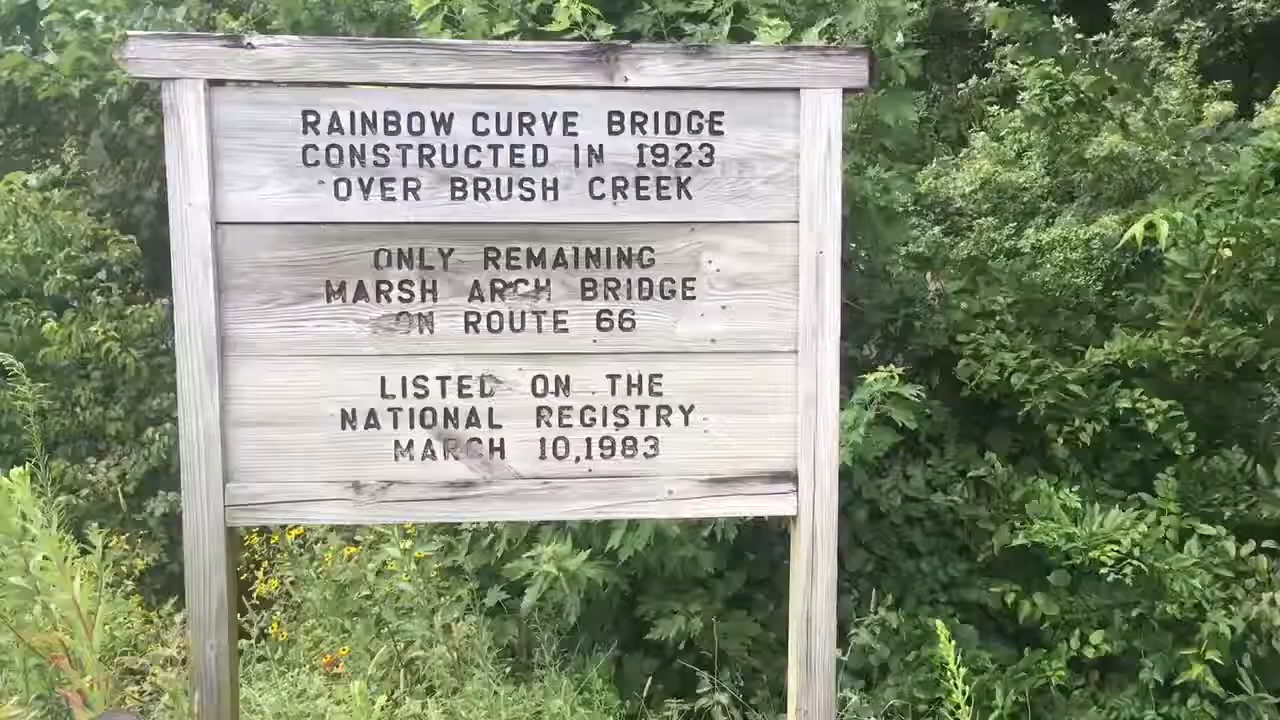 RAINBOW CURVE BRIDGE
CONSTRUCTED IN 1923
OVER BRUSH CREEK
ONLY REMAINING
MARSH ARCH BRIDGE
ON ROUTE 66
LISTED ON THE
NATIONAL REGISTRY
MARCH 10,1983